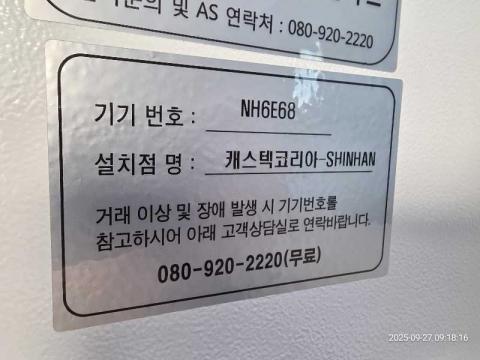 및 AS 연락처 : 080-920-2220
기기 번호 : NH6E68
설치점 명 : 캐스텍코리아-SHINHAN
거래 이상 및 장애 발생 시 기기번호를
참고하시어 아래 고객상담실로 연락바랍니다.
080-920-2220(무료)
2025-09-27 09:18:16